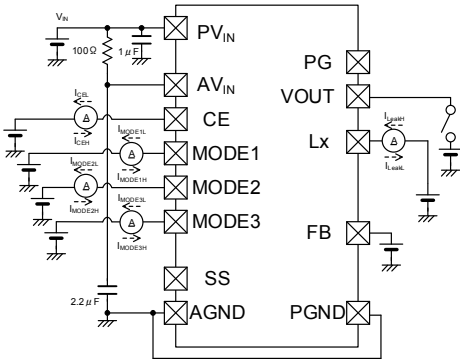 VIN
PVIN
100Ω
1μF
PG
AVIN
VOUT
ICEL
A
CE
ICEH
ILeakH
Lx
A
ILeakL
IMODE1L
A
MODE1
IMODE1H
IMODE2L
A
MODE2
IMODE2H
IMODE3L
A
MODE3
IMODE3H
FB
SS
2.2μF
AGND
PGND